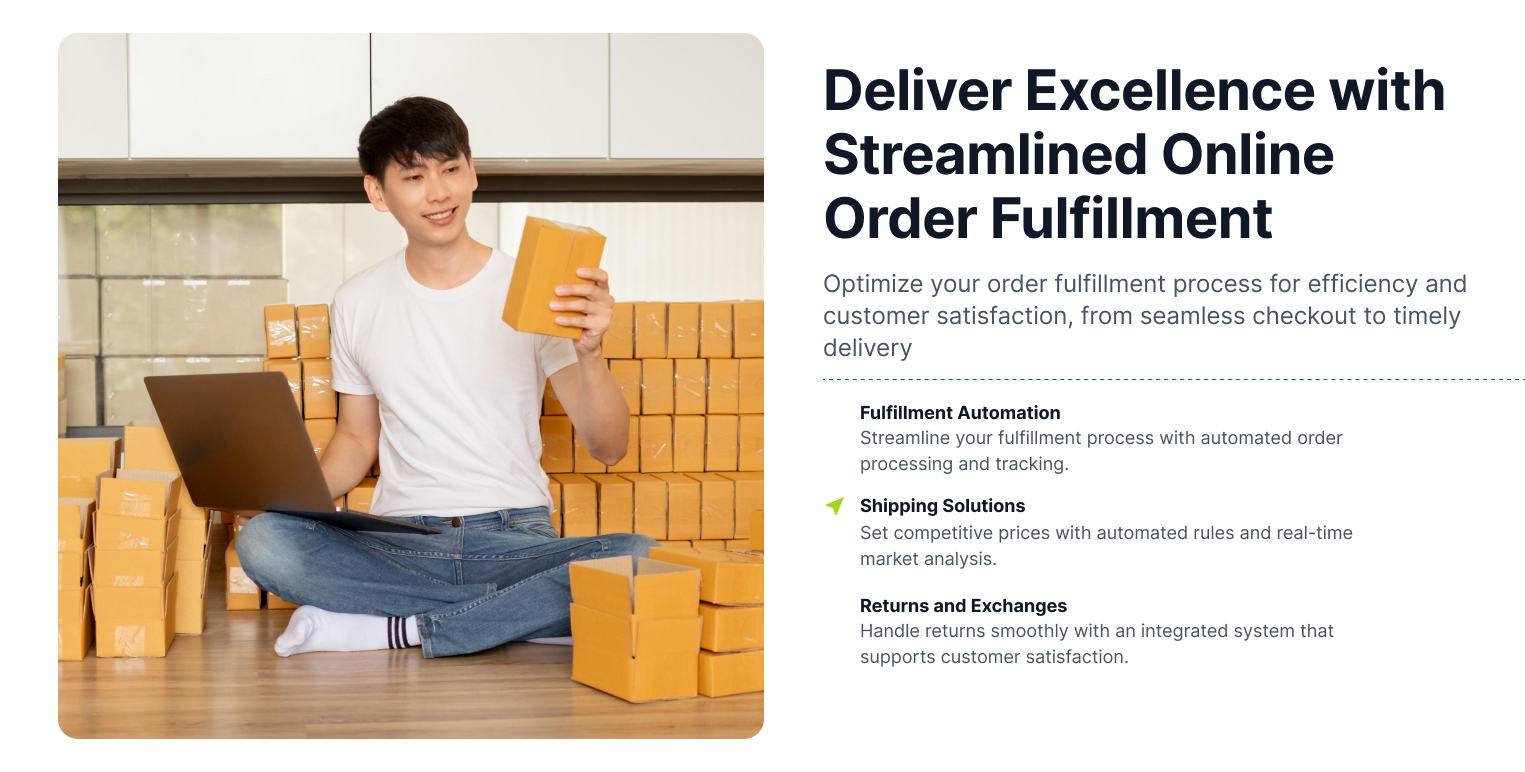 Deliver Excellence with
Streamlined Online
Order Fulfillment
Optimize your order fulfillment process for efficiency and
customer satisfaction, from seamless checkout to timely
delivery
Fulfillment Automation
Streamline your fulfillment process with automated order
processing and tracking.
Shipping Solutions
Set competitive prices with automated rules and real-time
market analysis.
Returns and Exchanges
Handle returns smoothly with an integrated system that
supports customer satisfaction.